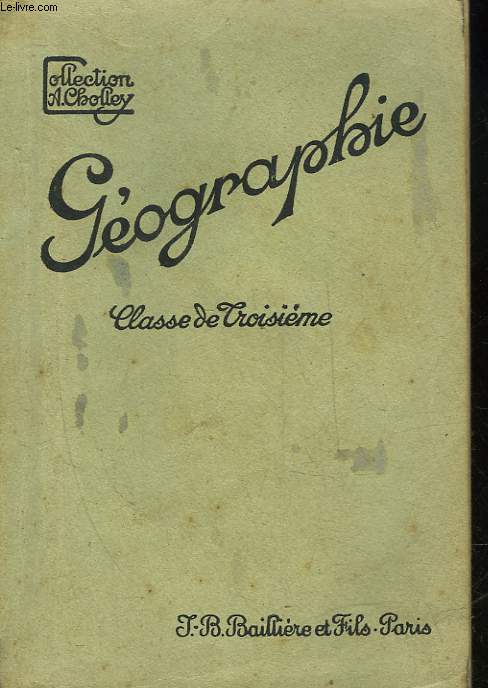 Le-livre.com
Collection
A. Cholley
Géographie
Classe de Troisième
J.-B. Baillière et Fils - Paris